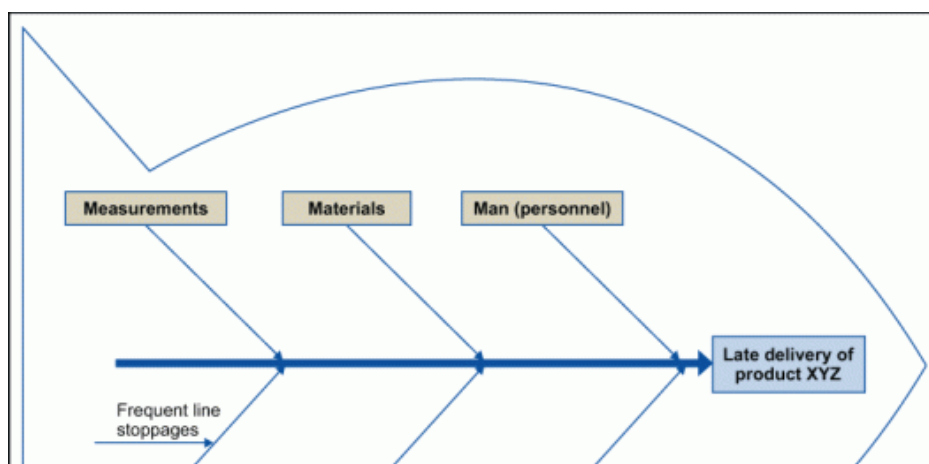 Measurements
Materials
Man (personnel)
Late delivery of
product XYZ
Frequent line
stoppages